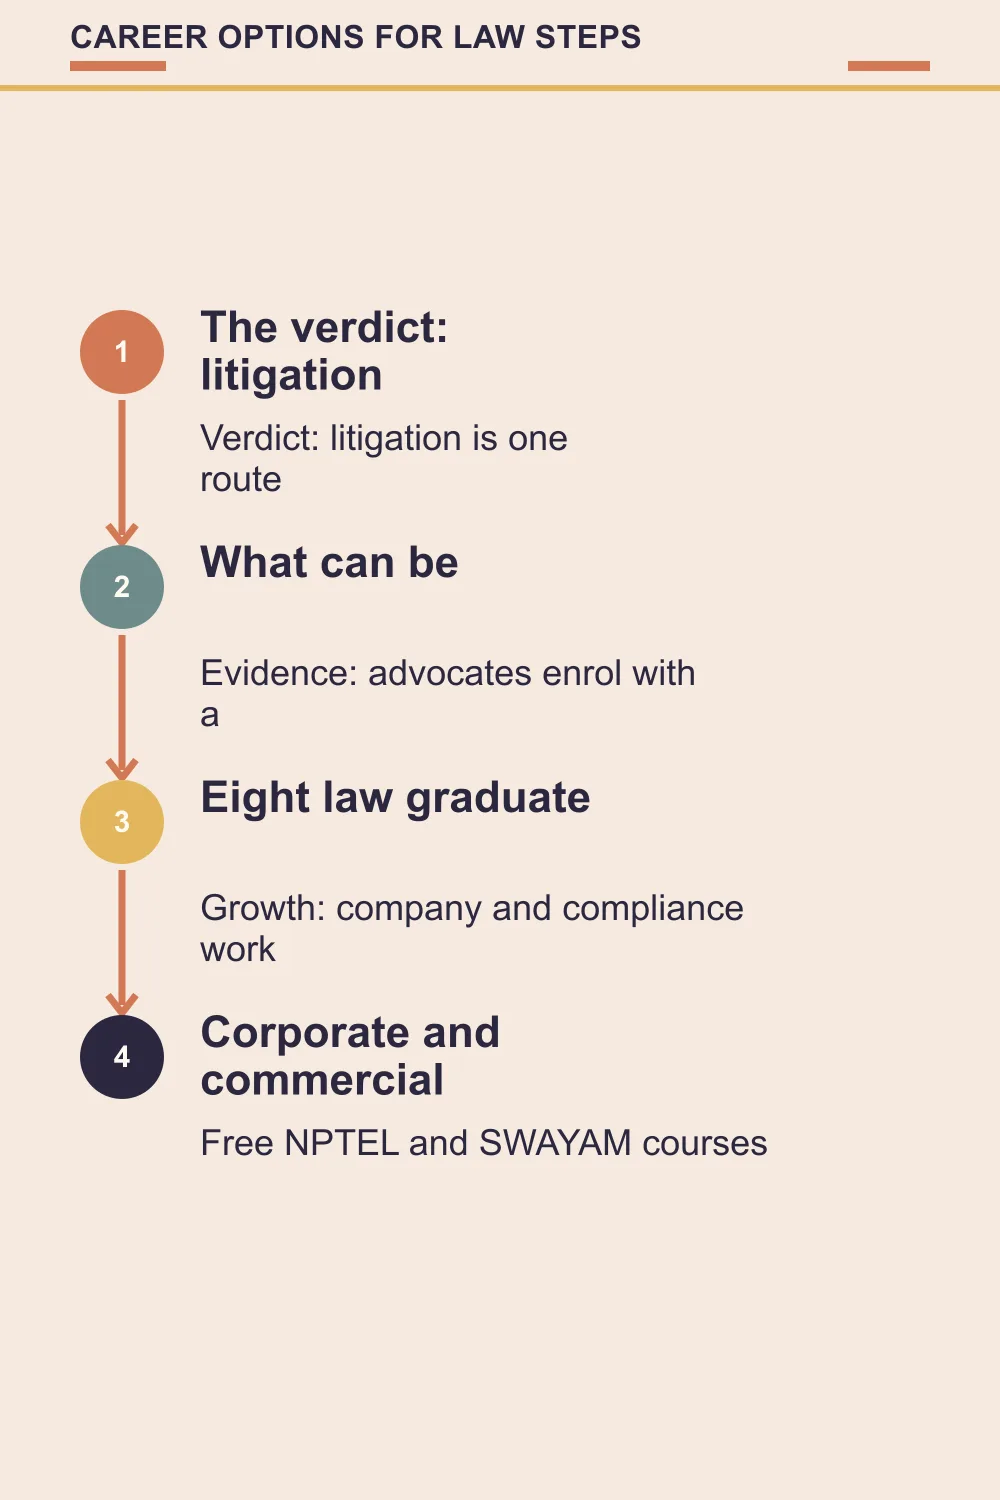 CAREER OPTIONS FOR LAW STEPS
1
The verdict:
litigation
Verdict: litigation is one
route
2
What can be
Evidence: advocates enrol with
a
3
Eight law graduate
Growth: company and compliance
work
4
Corporate and
commercial
Free NPTEL and SWAYAM courses